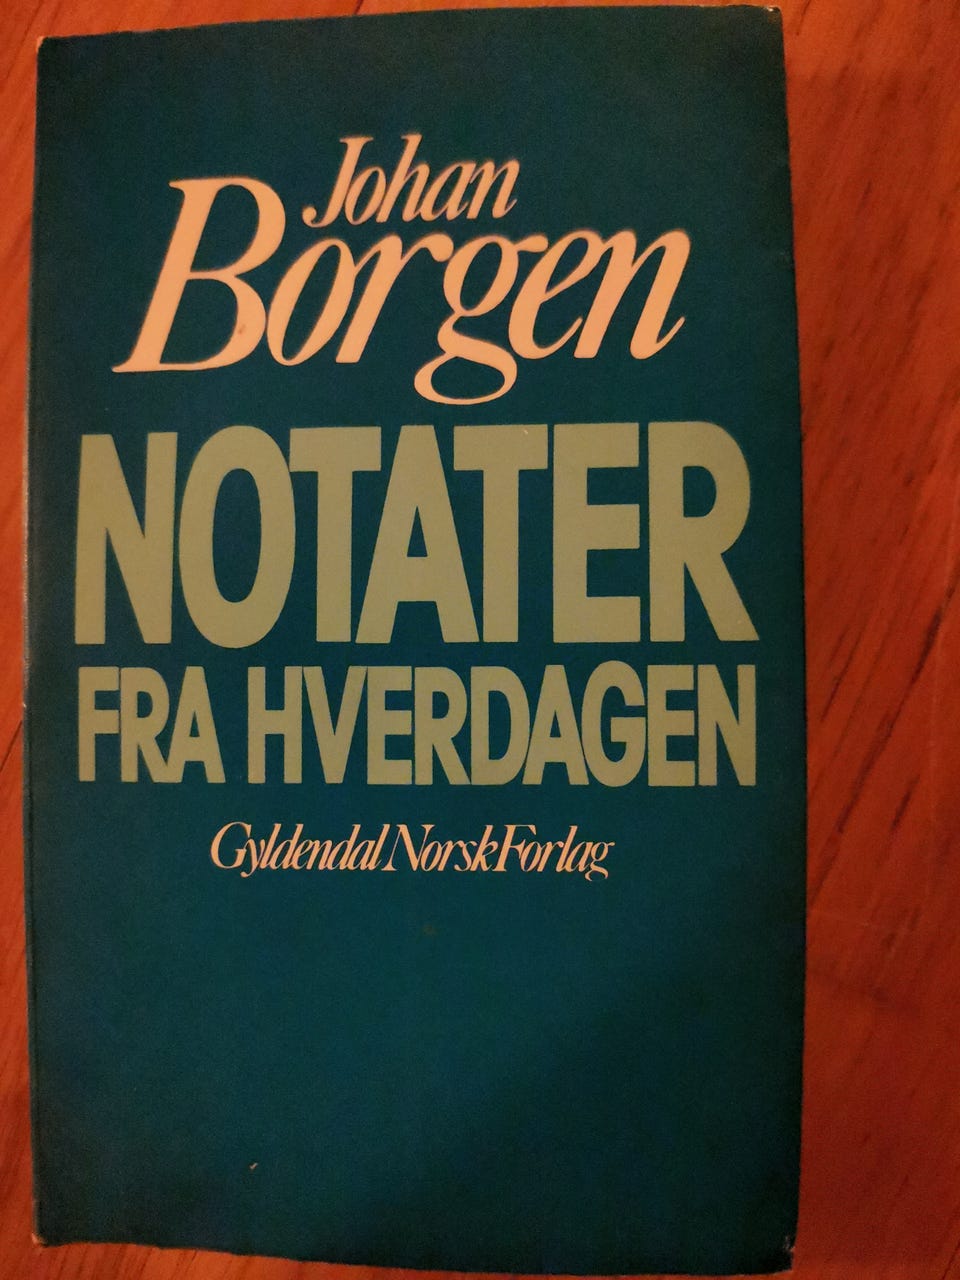 Johan
Borgen
NOTATER
FRA HVERDAGEN
Gyldendal Norsk Forlag